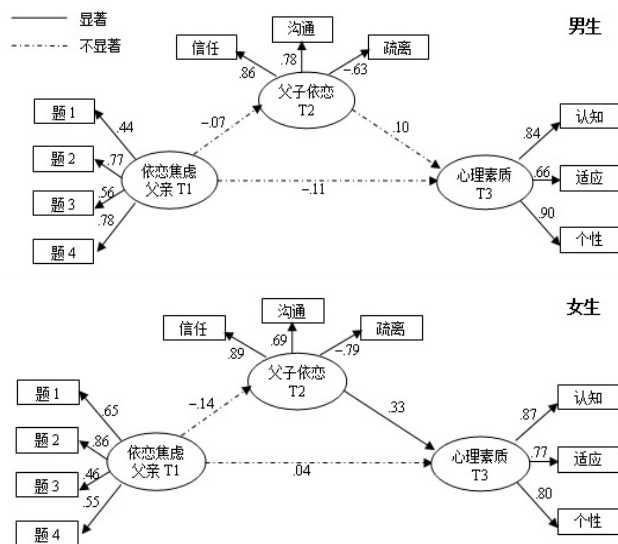 显著
不显著
男生
信任
沟通
疏离
.86
.78
-.63
父子依恋
T2
题 1
题 2
题 3
题 4
.44
.77
.56
.78
依恋焦虑
父亲 T1
-.07
.10
-.11
心理素质
T3
.84
.66
.90
认知
适应
个性
女生
信任
沟通
疏离
.89
.69
-.79
父子依恋
T2
题 1
题 2
题 3
题 4
.65
.86
.46
.55
依恋焦虑
父亲 T1
-.14
.33
.04
心理素质
T3
.87
.77
.80
认知
适应
个性